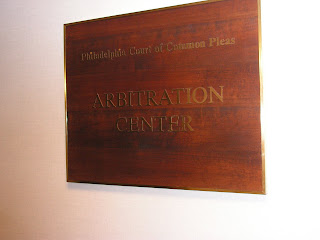 Philadelphia Court of Common Pleas
ARBITRATION
CENTER